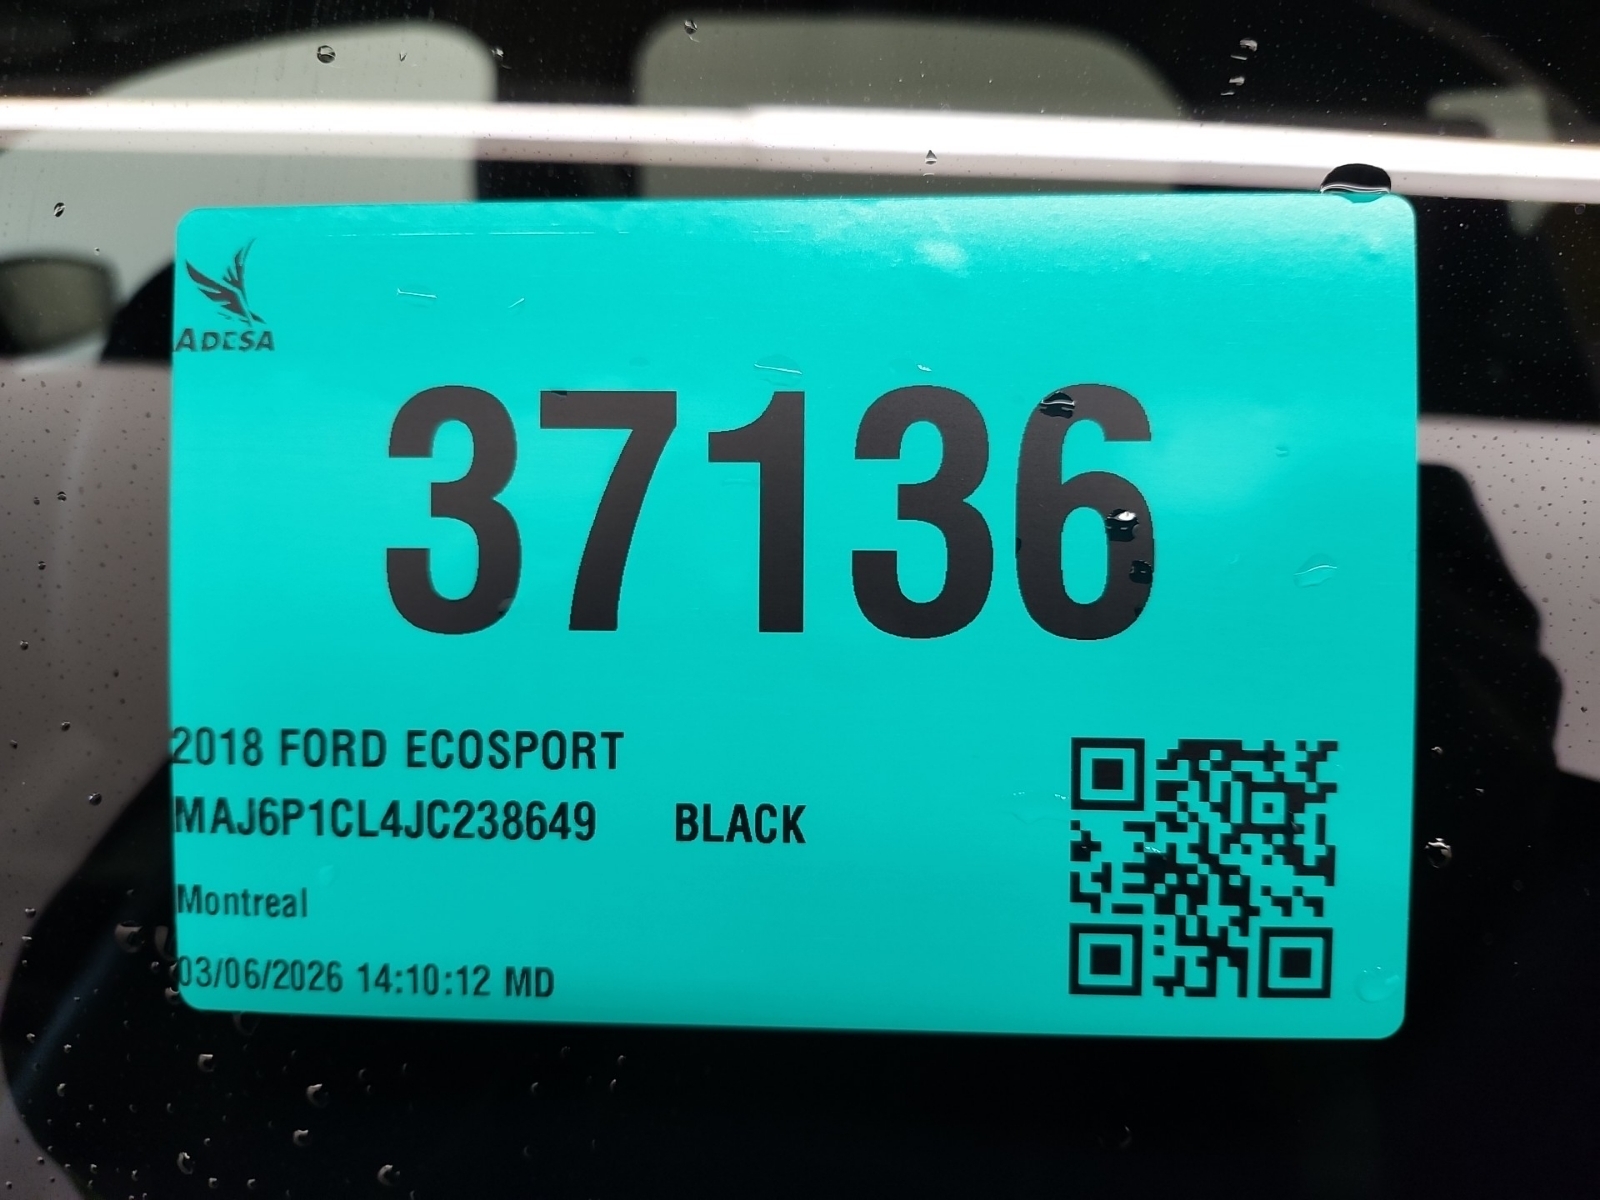 ADESA
37136
2018 FORD ECOSPORT
MAJ6P1CL4JC238649 BLACK
Montreal
03/06/2026 14:10:12 MD